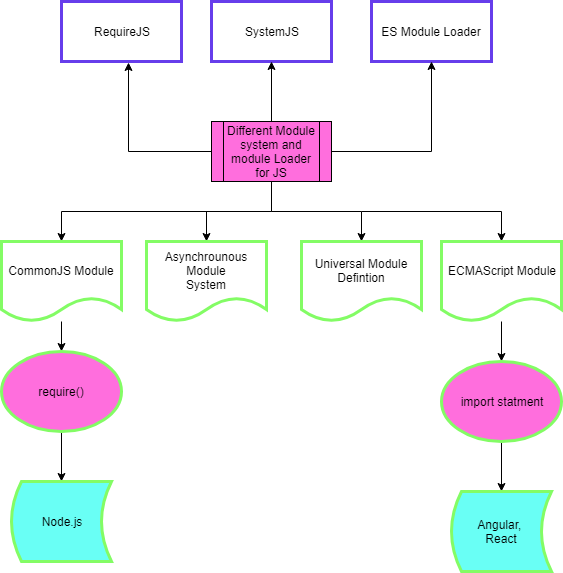 RequireJS
SystemJS
ES Module Loader
Different Module
system and
module Loader
for JS
CommonJS Module
Asynchrounous
Module
System
Universal Module
Defintion
ECMAScript Module
require()
import statment
Node.js
Angular,
React